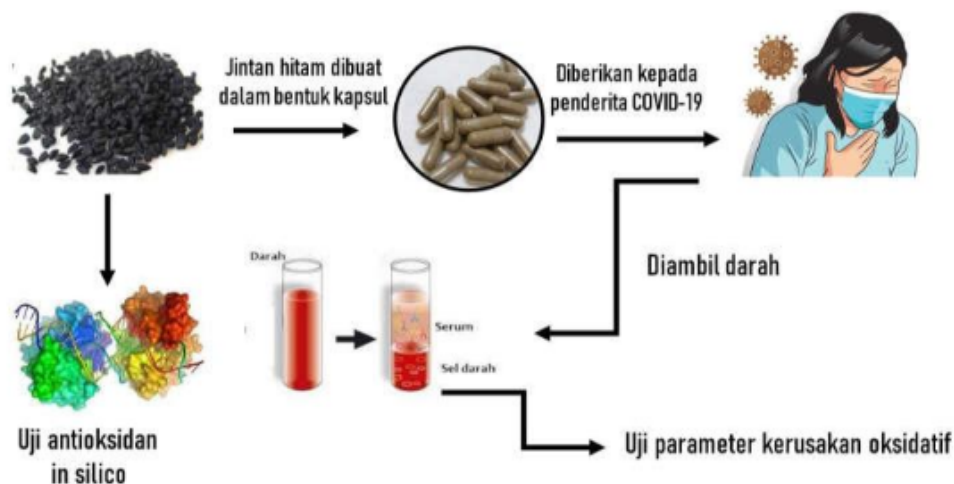 Jintan hitam dibuat
dalam bentuk kapsul
Diberikan kepada
penderita COVID-19
Diambil darah
Darah
Serum
Sel darah
Uji antioksidan
in silico
Uji parameter kerusakan oksidatif